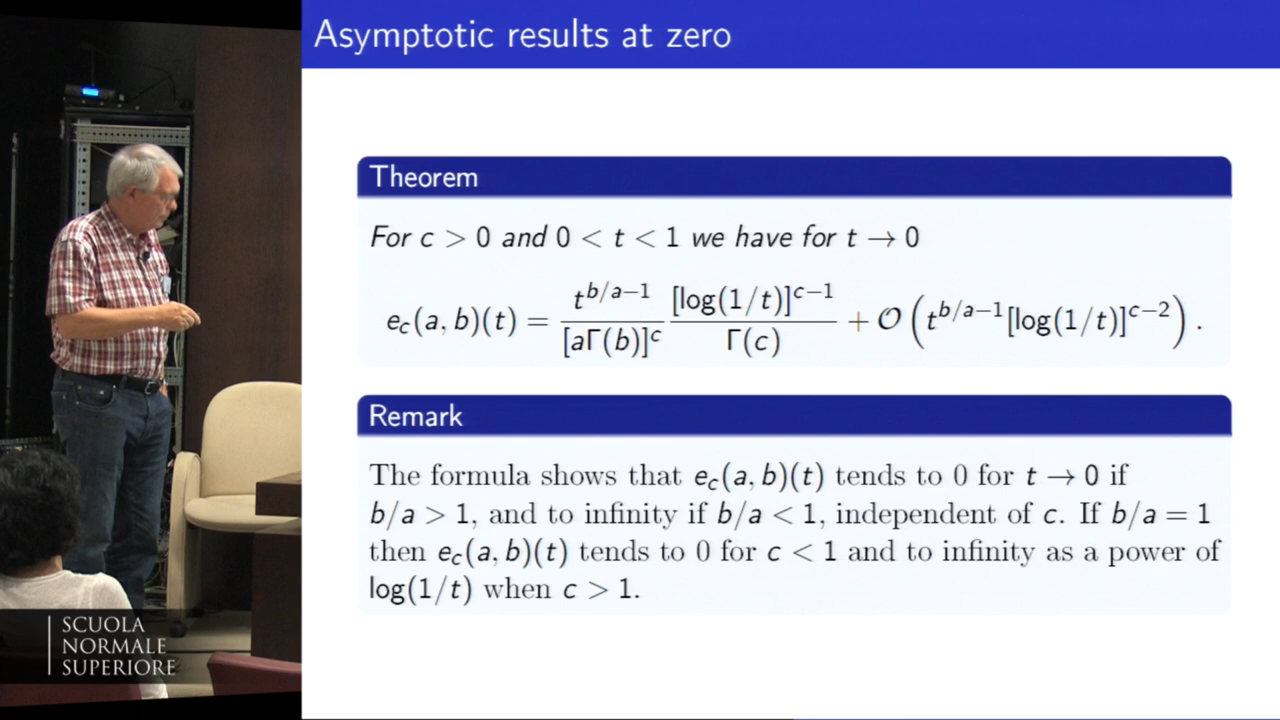 Asymptotic results at zero
Theorem
For c > 0 and 0 < t < 1 we have for t → 0
e_c(a, b)(t) = \frac{t^{b/a−1}}{[aΓ(b)]^c} \frac{[log(1/t)]^{c−1}}{Γ(c)} + 𝒪 ( t^{b/a−1}[log(1/t)]^{c−2} ) .
Remark
The formula shows that e_c(a, b)(t) tends to 0 for t → 0 if
b/a > 1, and to infinity if b/a < 1, independent of c. If b/a = 1
then e_c(a, b)(t) tends to 0 for c < 1 and to infinity as a power of
log(1/t) when c > 1.
SCUOLA
NORMALE
SUPERIORE